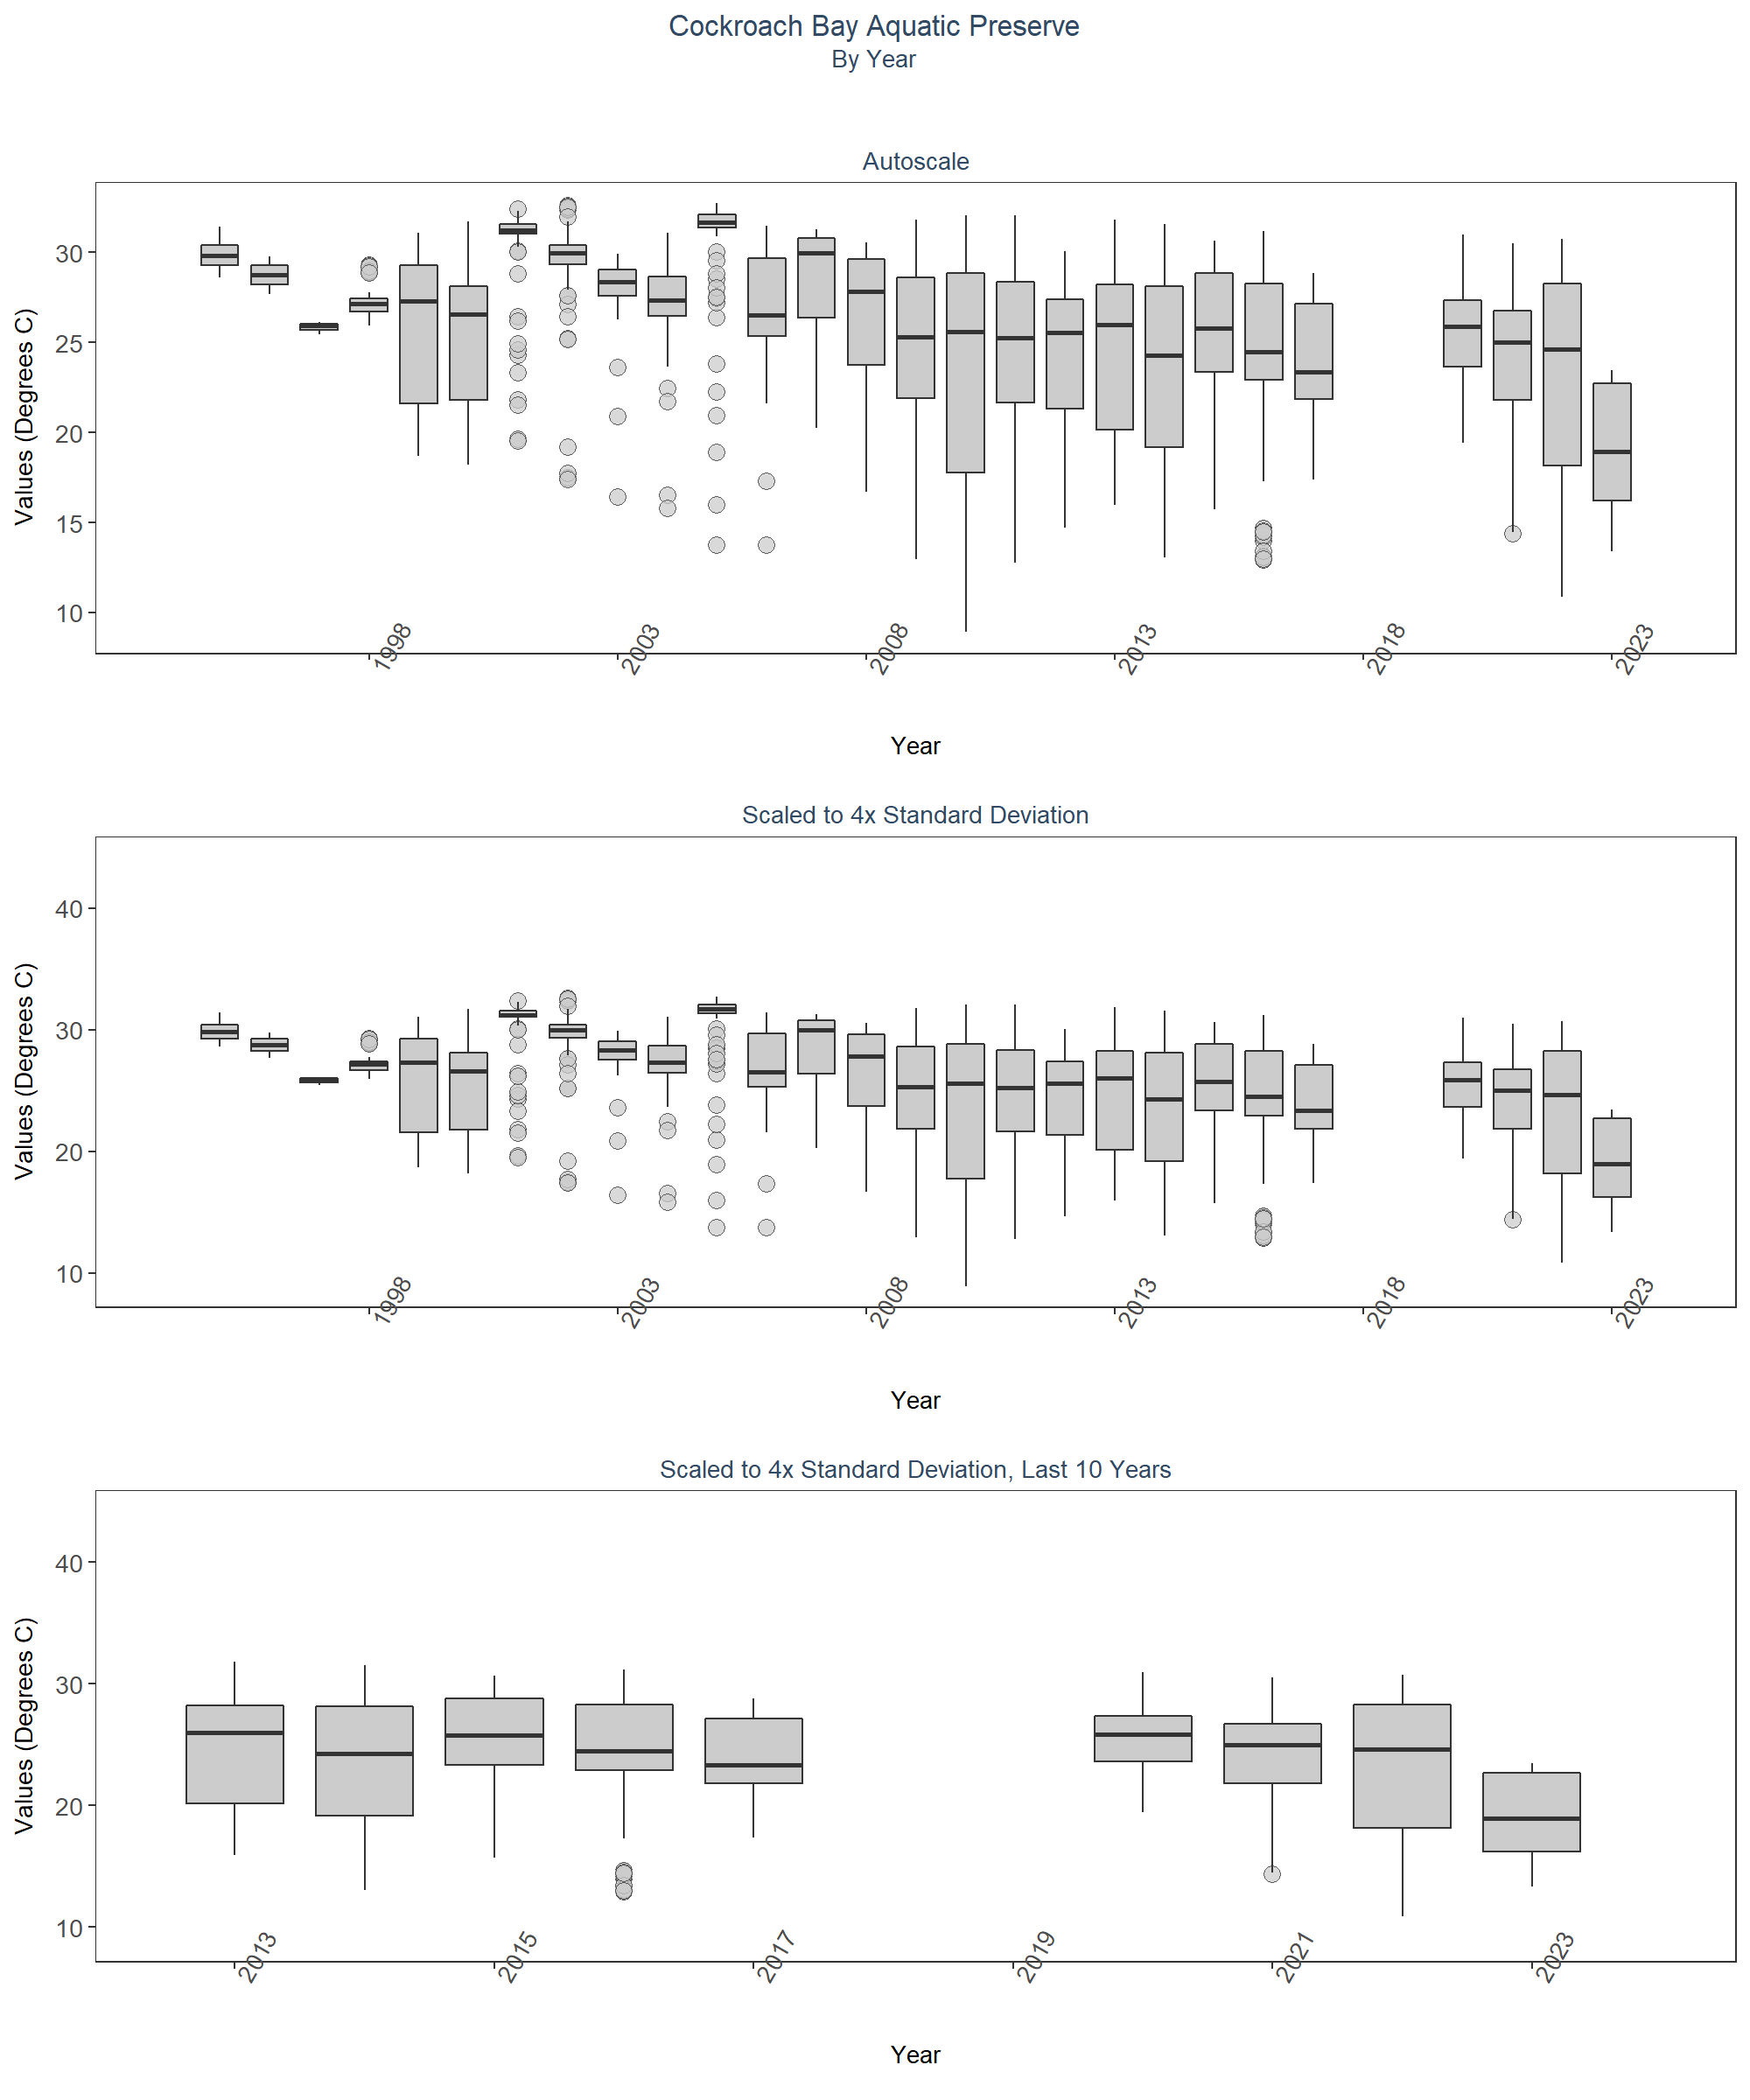 Cockroach Bay Aquatic Preserve
By Year
Autoscale
Values (Degrees C)
30
25
20
15
10
1998 2003 2008 2013 2018 2023
Year
Scaled to 4x Standard Deviation
Values (Degrees C)
40
30
20
10
1998 2003 2008 2013 2018 2023
Year
Scaled to 4x Standard Deviation, Last 10 Years
Values (Degrees C)
40
30
20
10
2013 2015 2017 2019 2021 2023
Year